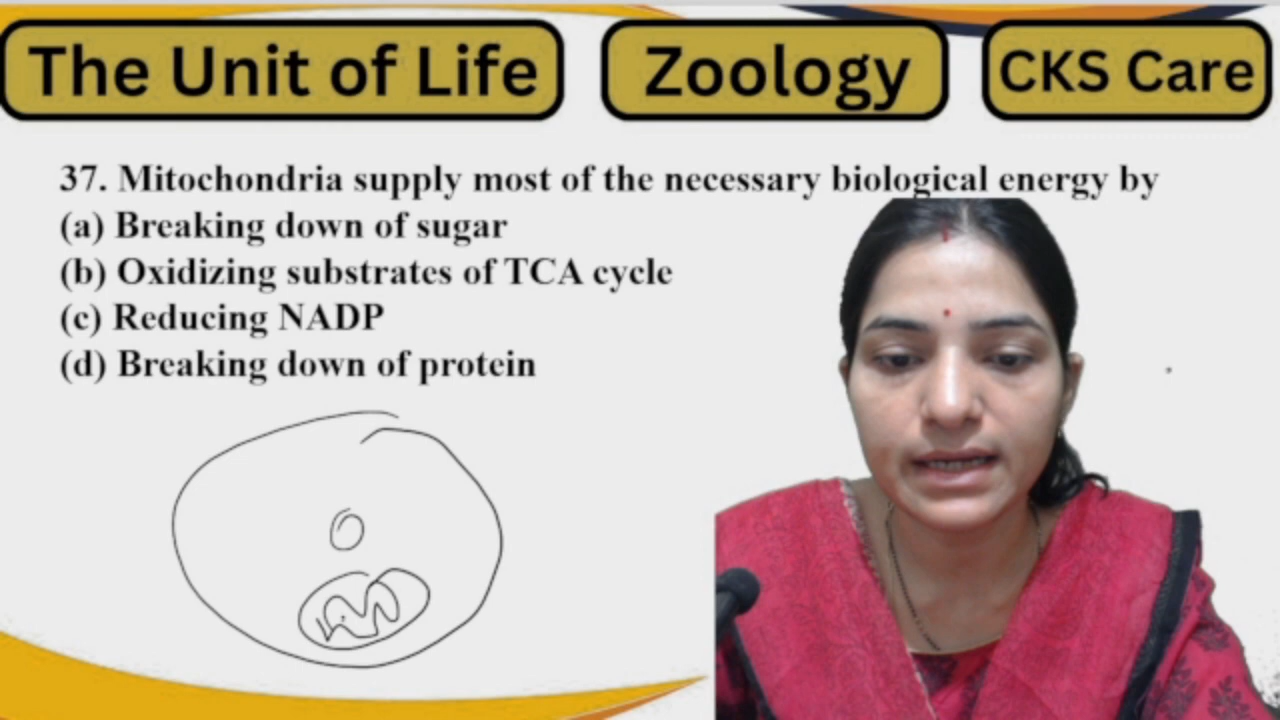 The Unit of Life
Zoology
CKS Care
37. Mitochondria supply most of the necessary biological energy by
(a) Breaking down of sugar
(b) Oxidizing substrates of TCA cycle
(c) Reducing NADP
(d) Breaking down of protein